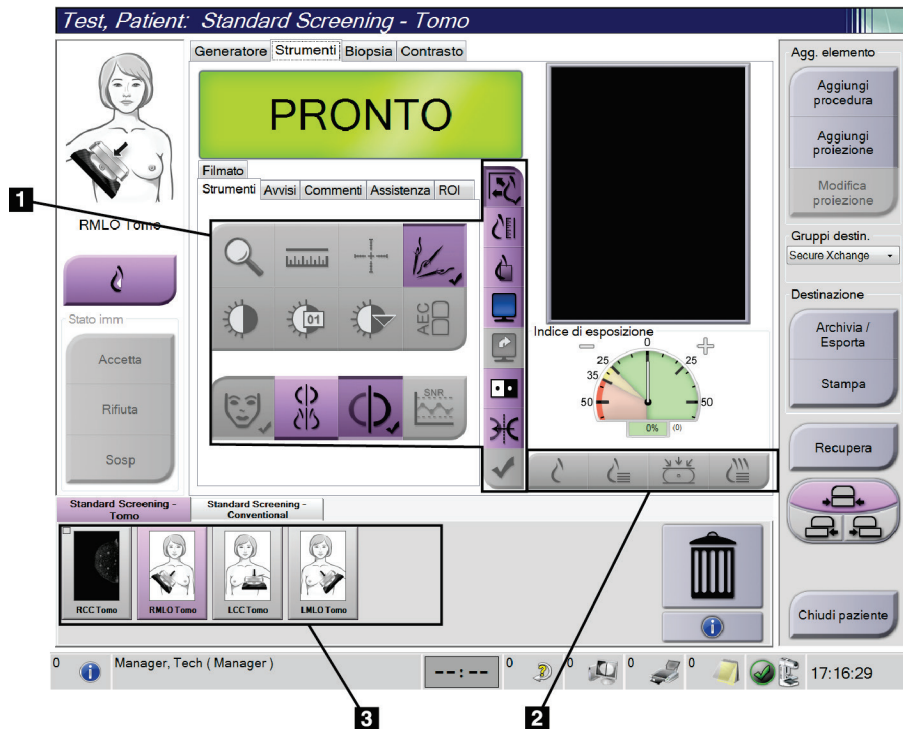 Test, Patient: Standard Screening - Tomo
Generatore Strumenti Biopsia Contrasto
PRONTO
Filmato
Strumenti Avvisi Commenti Assistenza ROI
1
RMLO Tomo
01
AEC
SNR
Stato imm
Accetta
Rifiuta
Sosp
Indice di esposizione
0
25 25
35
50 50
0% (0)
Agg. elemento
Aggiungi
procedura
Aggiungi
proiezione
Modifica
proiezione
Gruppi destin.
Secure Xchange
Destinazione
Archivia /
Esporta
Stampa
Recupera
Chiudi paziente
Standard Screening -
Tomo
Standard Screening -
Conventional
RCC Tomo
RMLO Tomo
LCC Tomo
LMLO Tomo
0 Manager, Tech ( Manager ) --:-- 0 0 0 0 17:16:29
3
2